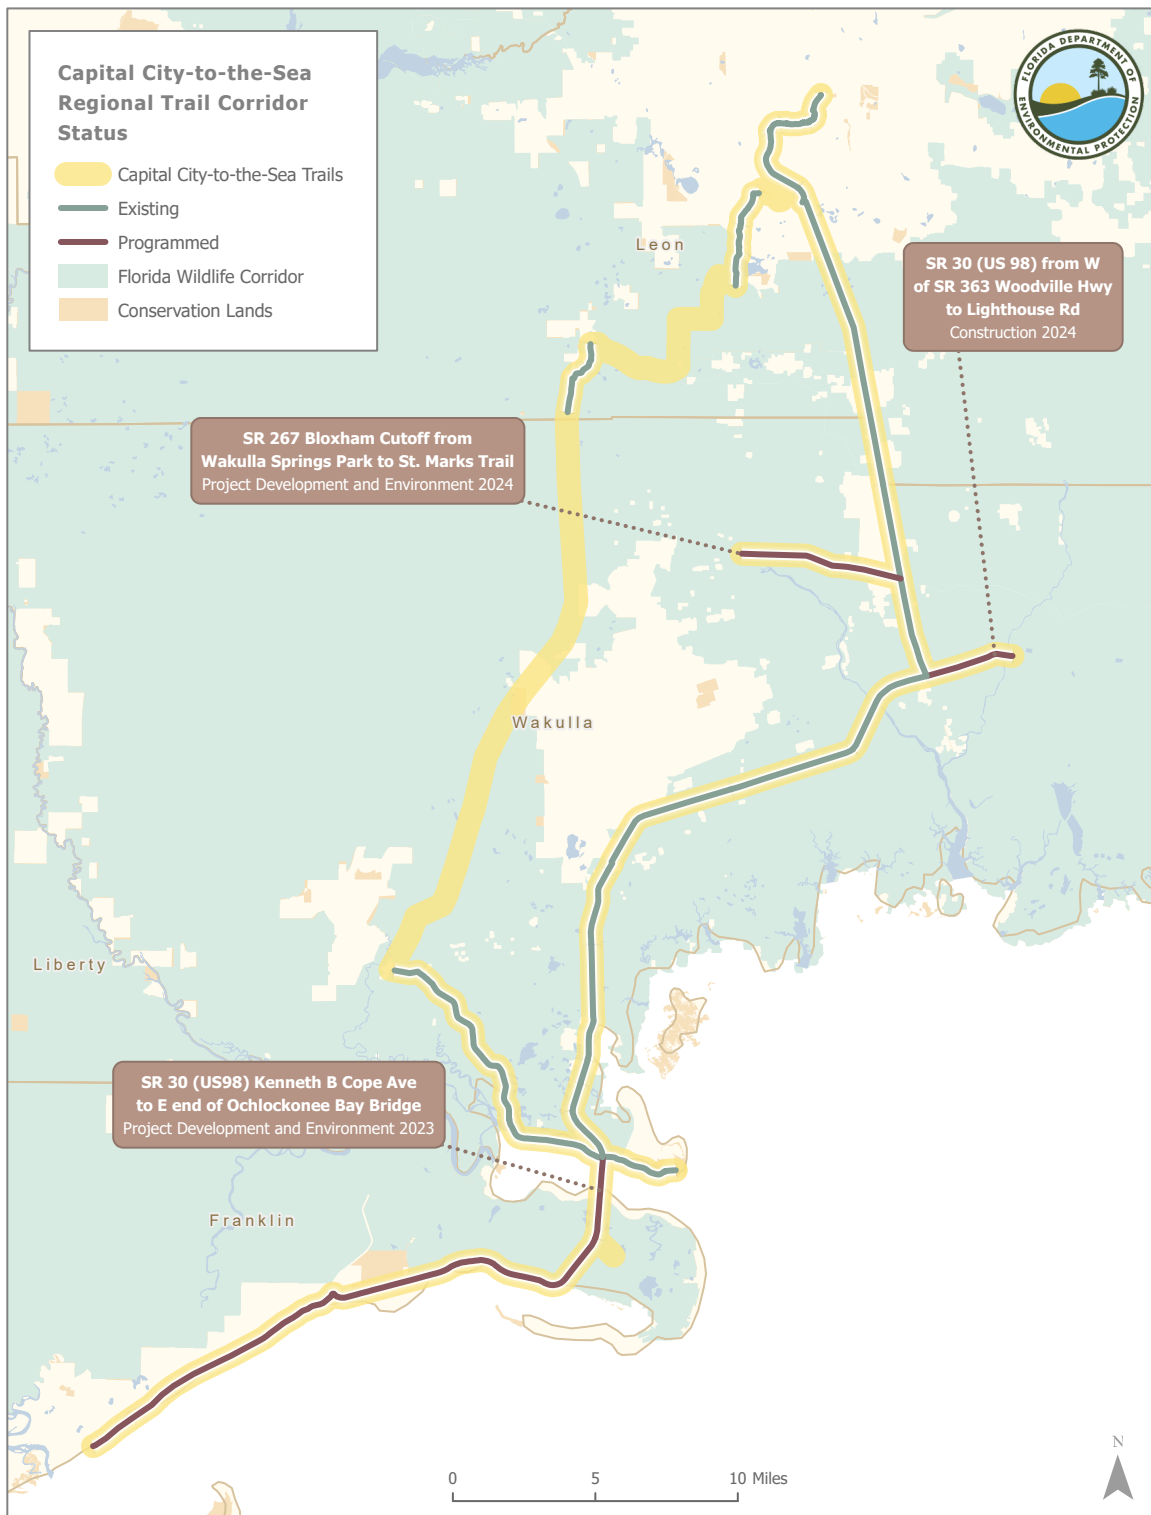 Capital City-to-the-Sea
Regional Trail Corridor
Status
Capital City-to-the-Sea Trails
Existing
Programmed
Florida Wildlife Corridor
Conservation Lands
FLORIDA DEPARTMENT OF
ENVIRONMENTAL PROTECTION
Leon
SR 30 (US 98) from W
of SR 363 Woodville Hwy
to Lighthouse Rd
Construction 2024
SR 267 Bloxham Cutoff from
Wakulla Springs Park to St. Marks Trail
Project Development and Environment 2024
Wakulla
Liberty
SR 30 (US98) Kenneth B Cope Ave
to E end of Ochlockonee Bay Bridge
Project Development and Environment 2023
Franklin
N
0 5 10 Miles